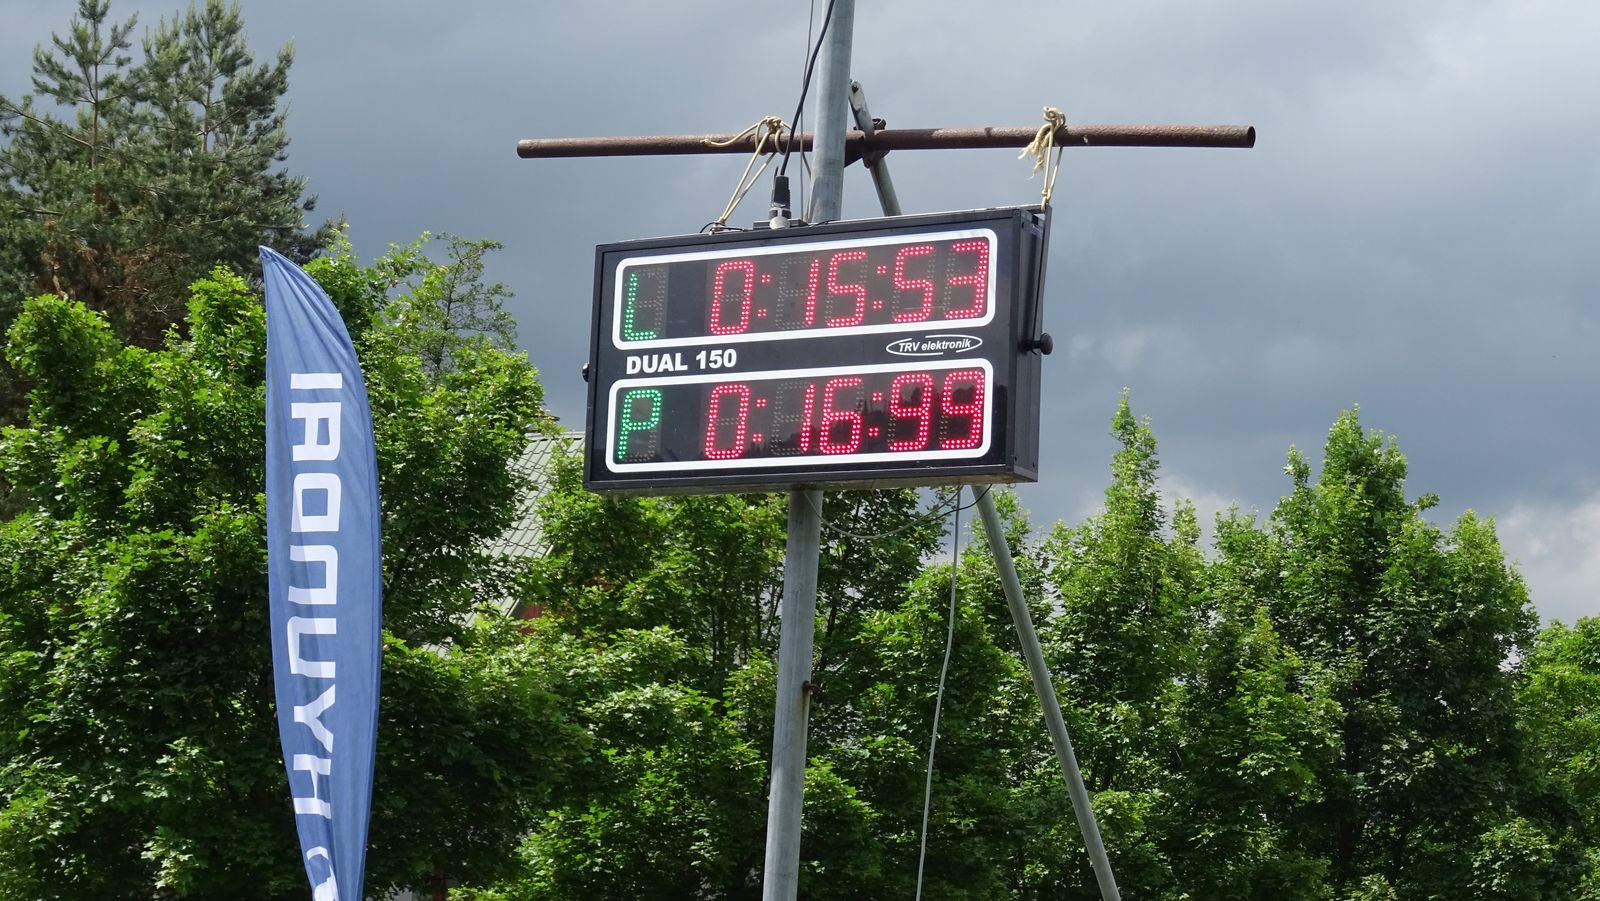 L 0:15:53
DUAL 150
TRV elektronik
P 0:16:99